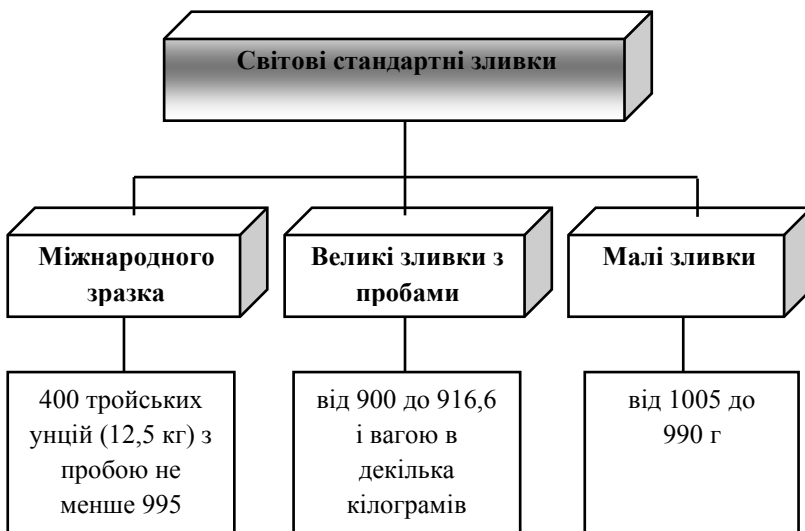 Світові стандартні зливки
Міжнародного
зразка
Великі зливки з
пробами
Малі зливки
400 тройських
унцій (12,5 кг) з
пробою не
менше 995
від 900 до 916,6
і вагою в
декілька
кілограмів
від 1005 до
990 г